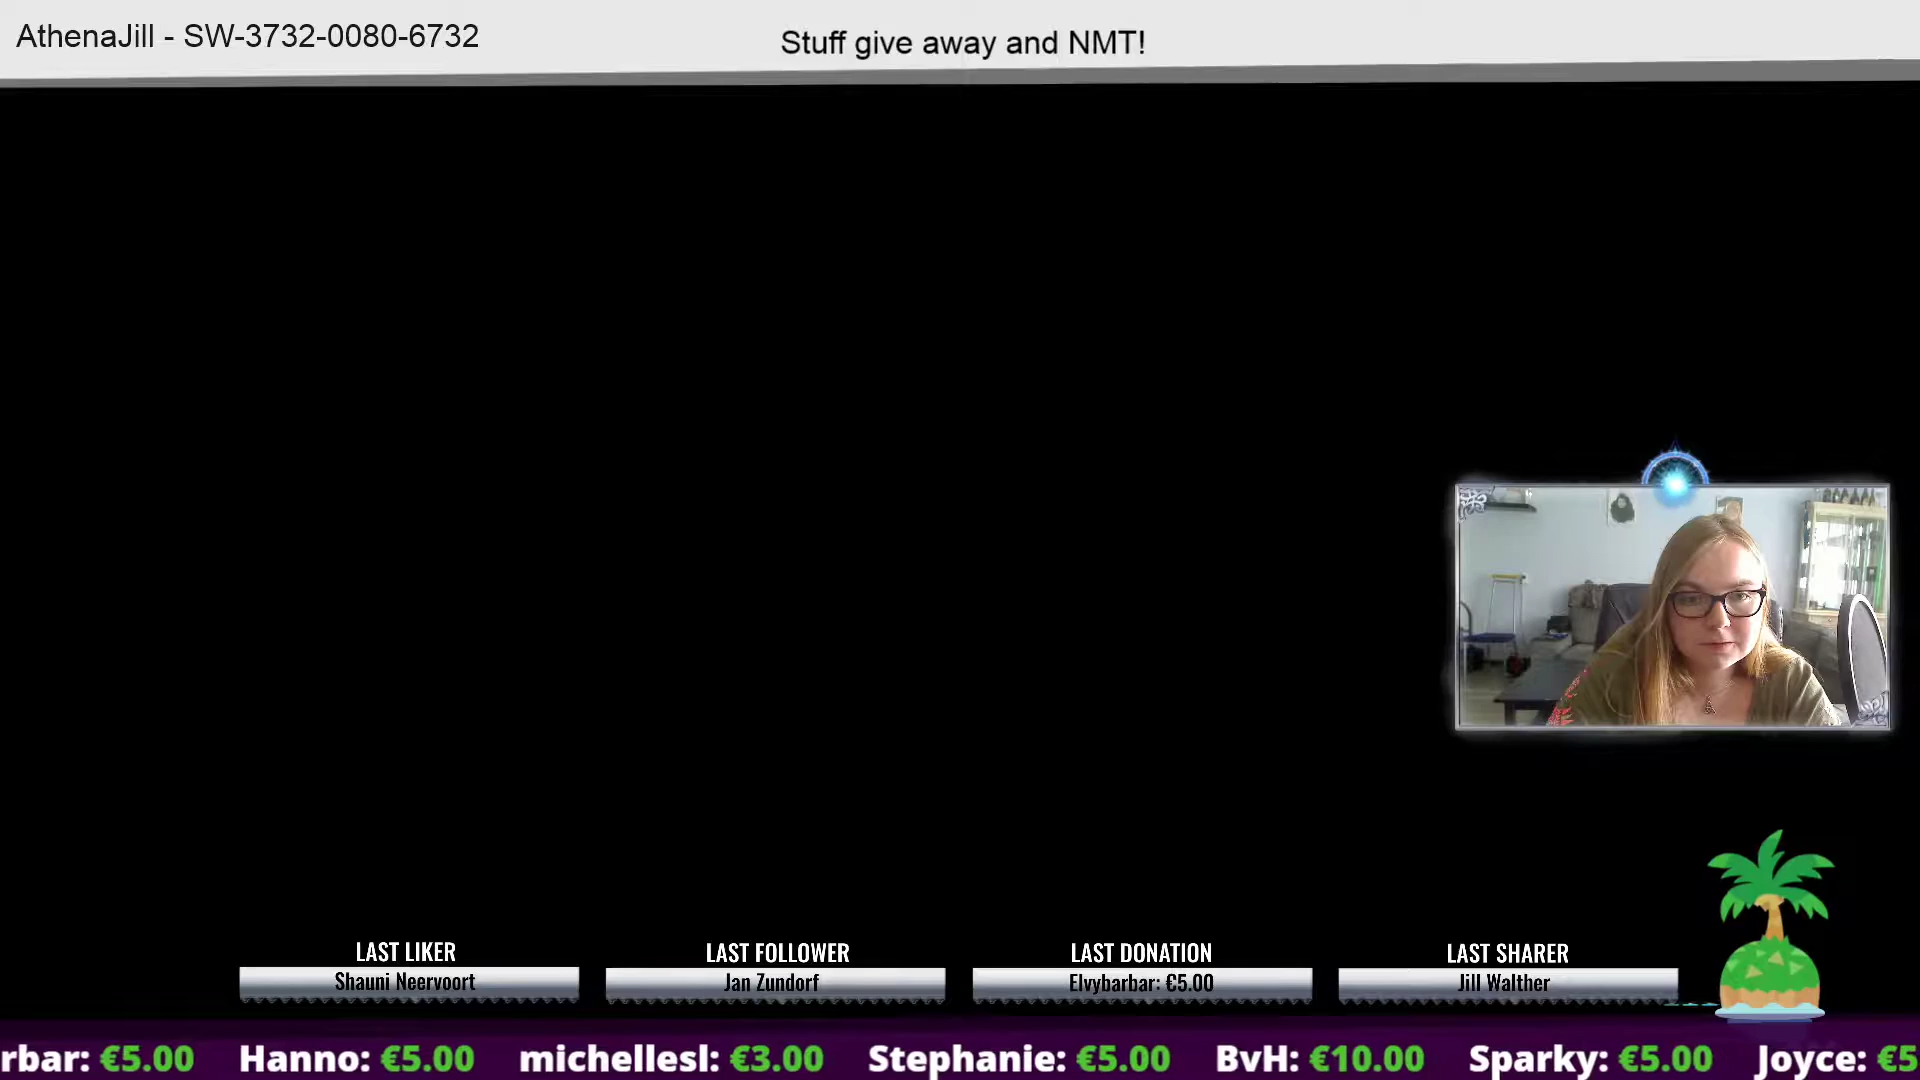 AthenaJill - SW-3732-0080-6732
Stuff give away and NMT!
LAST LIKER
Shauni Neervoort
LAST FOLLOWER
Jan Zundorf
LAST DONATION
Elvybarbar: €5.00
LAST SHARER
Jill Walther
rbar: €5.00 Hanno: €5.00 michellesl: €3.00 Stephanie: €5.00 BvH: €10.00 Sparky: €5.00 Joyce: €5